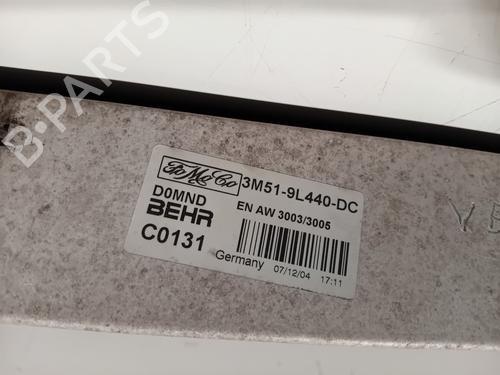 B-PARTS
FoMoCo 3M51-9L440-DC
D0MND
BEHR EN AW 3003/3005
C0131
Germany 07/12/04 17:11